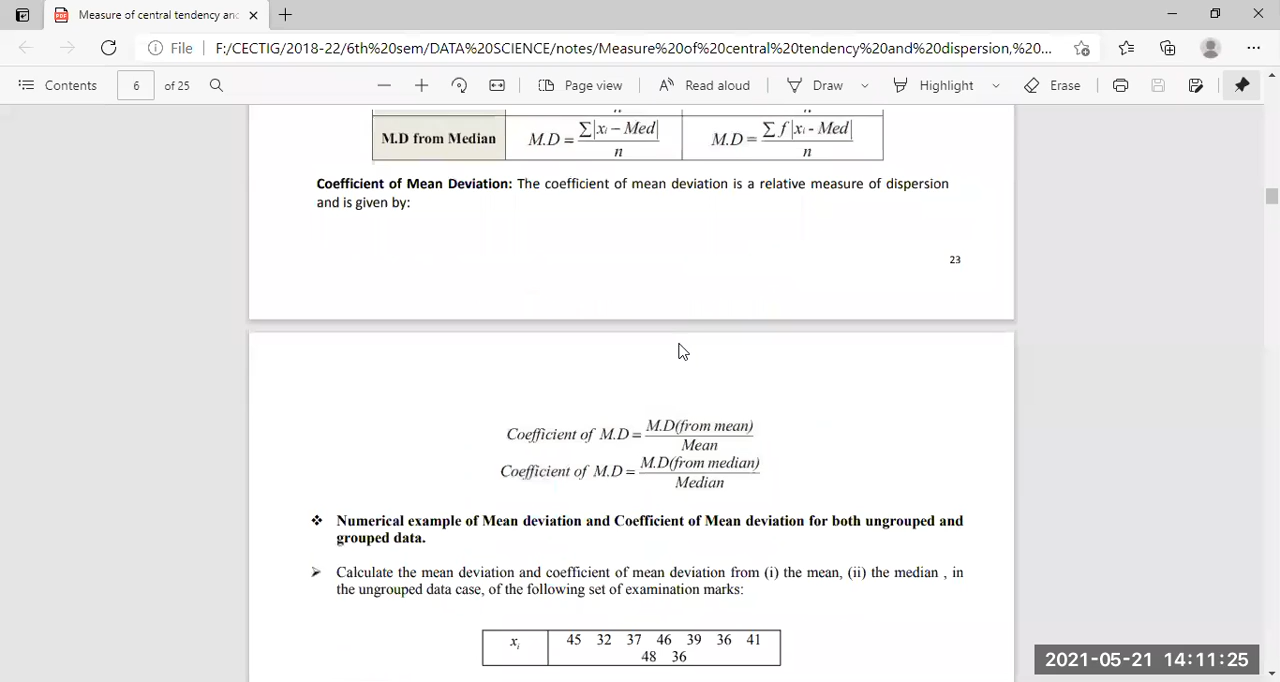 Measure of central tendency and
File F:/CECTIG/2018-22/6th%20sem/DATA%20SCIENCE/notes/Measure%20of%20central%20tendency%20and%20dispersion,%20...
Contents 6 of 25 Page view Read aloud Draw Highlight Erase
M.D from Median M.D = ∑|xᵢ − Med| / n M.D = ∑ f |xᵢ - Med| / n
Coefficient of Mean Deviation: The coefficient of mean deviation is a relative measure of dispersion
and is given by:
23
Coefficient of M.D = M.D(from mean) / Mean
Coefficient of M.D = M.D(from median) / Median
❖ Numerical example of Mean deviation and Coefficient of Mean deviation for both ungrouped and
grouped data.
➢ Calculate the mean deviation and coefficient of mean deviation from (i) the mean, (ii) the median , in
the ungrouped data case, of the following set of examination marks:
xᵢ 45 32 37 46 39 36 41
48 36
2021-05-21 14:11:25